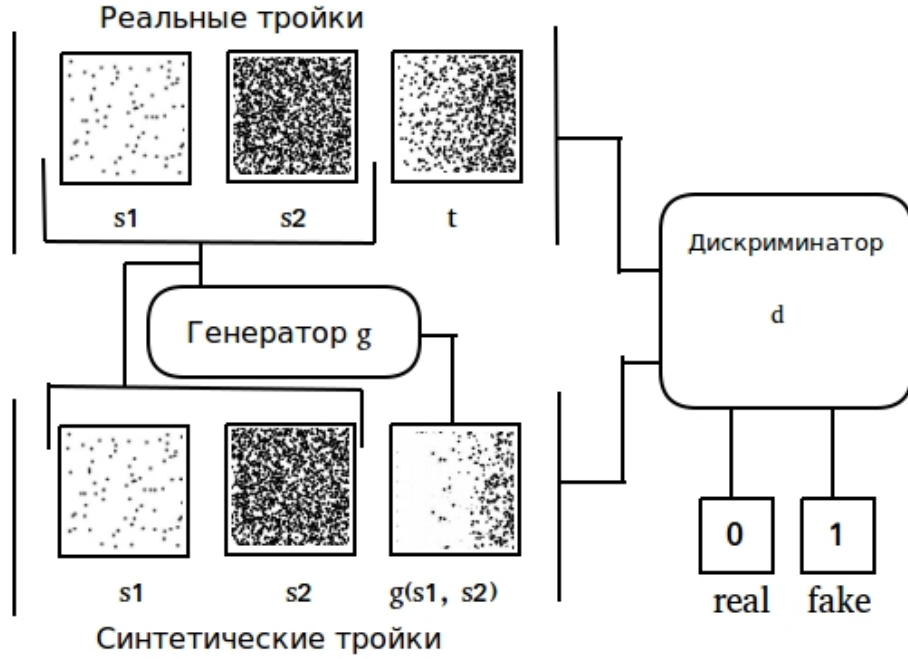 Реальные тройки
s1 s2 t
Дискриминатор
d
Генератор g
s1 s2 g(s1, s2)
Синтетические тройки
0 1
real fake